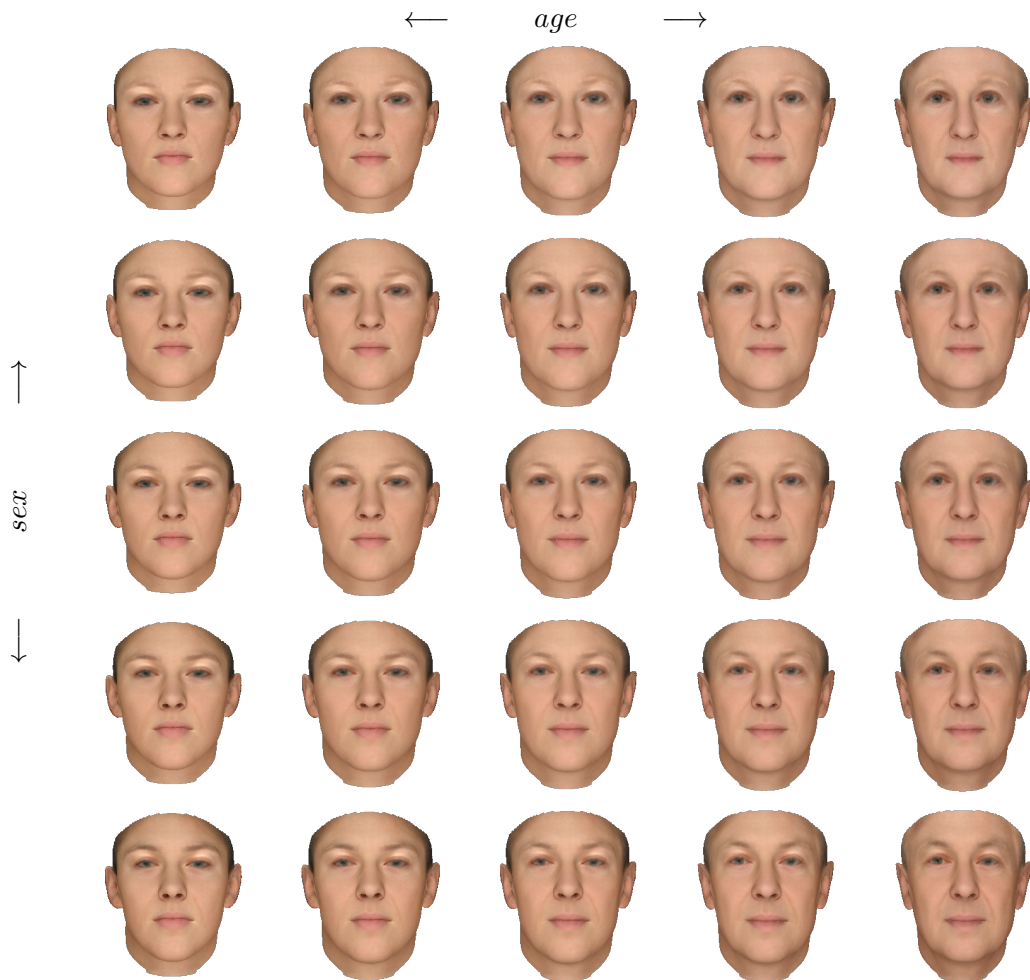 ← age →
← sex →